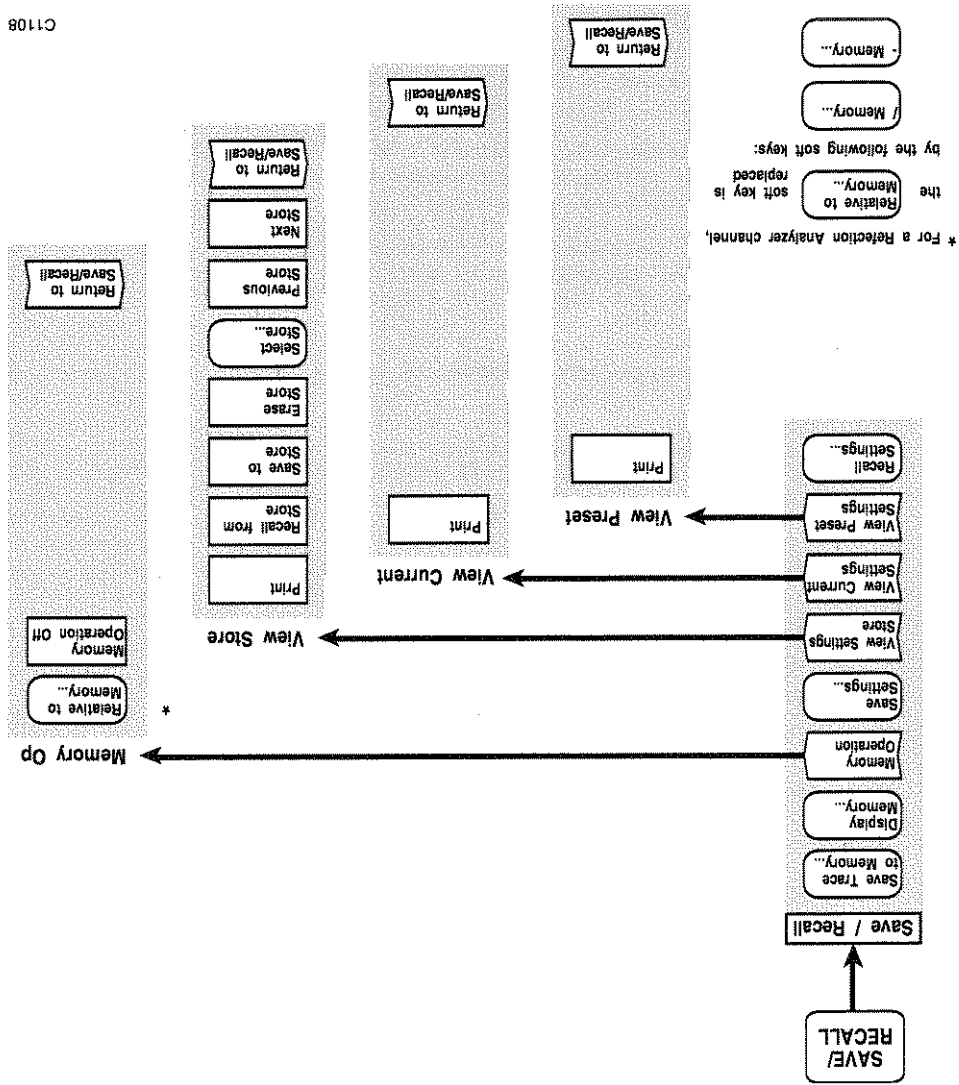 SAVE/
RECALL
Save / Recall
Save Trace
to Memory...
Display
Memory...
Memory
Operation
Save
Settings...
View Settings
Store
View Current
Settings
View Preset
Settings
Recall
Settings...
* For a Refection Analyzer channel,
the
Relative to
Memory...
soft key is
replaced
by the following soft keys:
/ Memory...
- Memory...
View Preset
Print
Return to
Save/Recall
View Current
Print
Return to
Save/Recall
View Store
Print
Recall from
Store
Save to
Store
Erase
Store
Select
Store...
Previous
Store
Next
Store
Return to
Save/Recall
Memory Op
*
Relative to
Memory...
Memory
Operation Off
Return to
Save/Recall
C1108